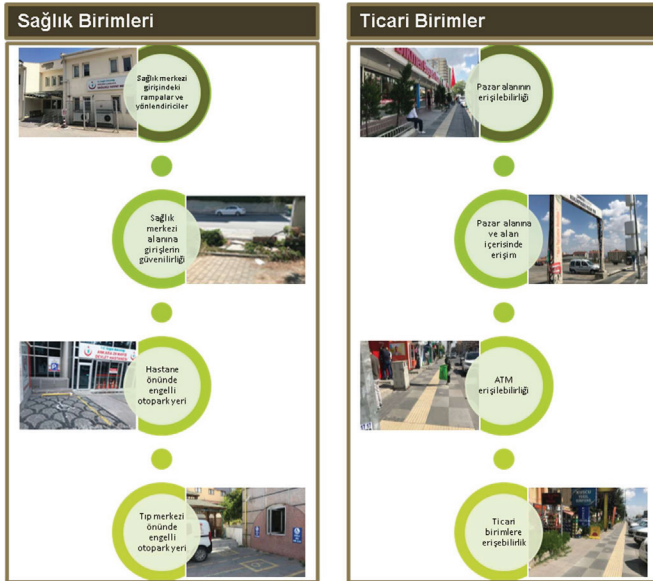 Sağlık Birimleri
Sağlık merkezi
girişindeki
rampalar ve
yönlendiriciler
Sağlık
merkezi
alanına
girişlerin
güvenilirliği
Hastane
önünde
engelli
otopark yeri
Tıp merkezi
önünde
engelli
otopark yeri
Ticari Birimler
Pazar alanının
erişilebilirliği
Pazar alanına
ve alan
içerisinde
erişim
ATM
erişilebilirliği
Ticari
birimlere
erişebilirlik